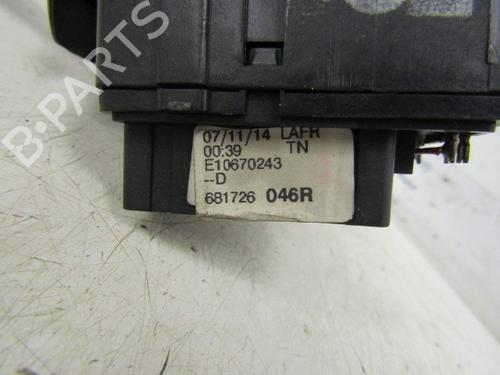 B-PARTS
07/11/14 LAFR
00:39 TN
E10670243
--D
681726 046R